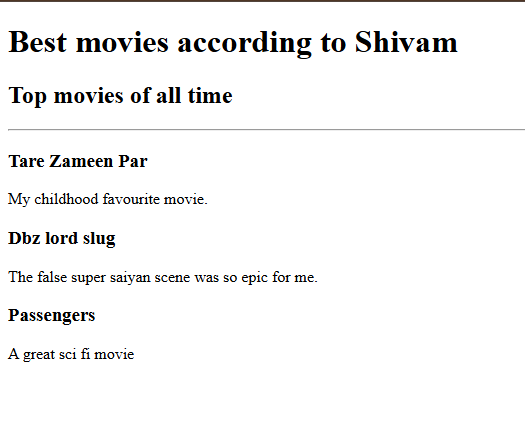 Best movies according to Shivam
Top movies of all time
Tare Zameen Par
My childhood favourite movie.
Dbz lord slug
The false super saiyan scene was so epic for me.
Passengers
A great sci fi movie